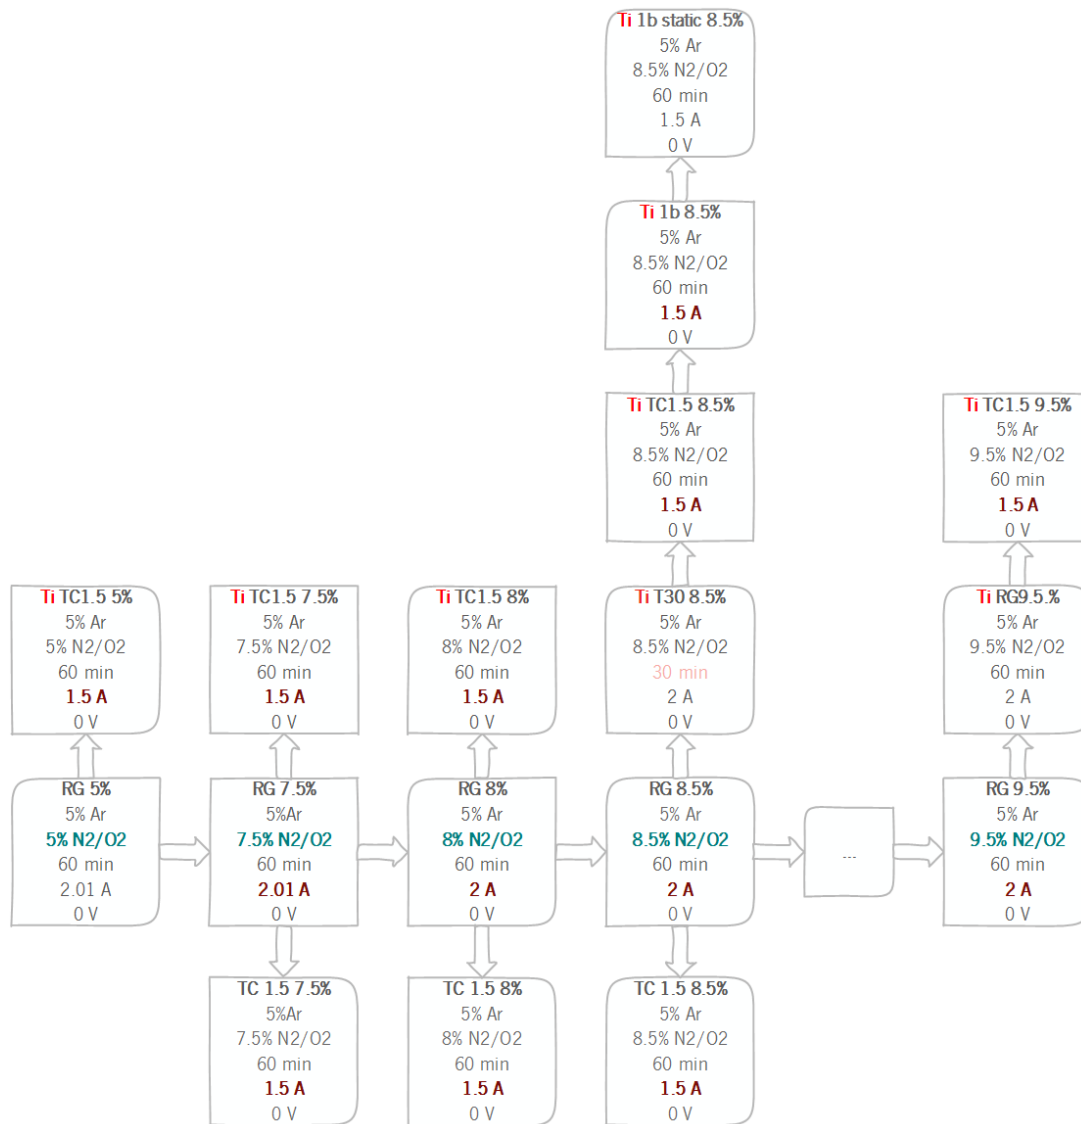 Ti 1b static 8.5%
5% Ar
8.5% N2/O2
60 min
1.5 A
0 V
Ti 1b 8.5%
5% Ar
8.5% N2/O2
60 min
1.5 A
0 V
Ti TC1.5 8.5%
5% Ar
8.5% N2/O2
60 min
1.5 A
0 V
Ti TC1.5 9.5%
5% Ar
9.5% N2/O2
60 min
1.5 A
0 V
Ti TC1.5 5%
5% Ar
5% N2/O2
60 min
1.5 A
0 V
Ti TC1.5 7.5%
5% Ar
7.5% N2/O2
60 min
1.5 A
0 V
Ti TC1.5 8%
5% Ar
8% N2/O2
60 min
1.5 A
0 V
Ti T30 8.5%
5% Ar
8.5% N2/O2
30 min
2 A
0 V
Ti RG9.5.%
5% Ar
9.5% N2/O2
60 min
2 A
0 V
RG 5%
5% Ar
5% N2/O2
60 min
2.01 A
0 V
RG 7.5%
5%Ar
7.5% N2/O2
60 min
2.01 A
0 V
RG 8%
5% Ar
8% N2/O2
60 min
2 A
0 V
RG 8.5%
5% Ar
8.5% N2/O2
60 min
2 A
0 V
...
RG 9.5%
5% Ar
9.5% N2/O2
60 min
2 A
0 V
TC 1.5 7.5%
5%Ar
7.5% N2/O2
60 min
1.5 A
0 V
TC 1.5 8%
5% Ar
8% N2/O2
60 min
1.5 A
0 V
TC 1.5 8.5%
5% Ar
8.5% N2/O2
60 min
1.5 A
0 V